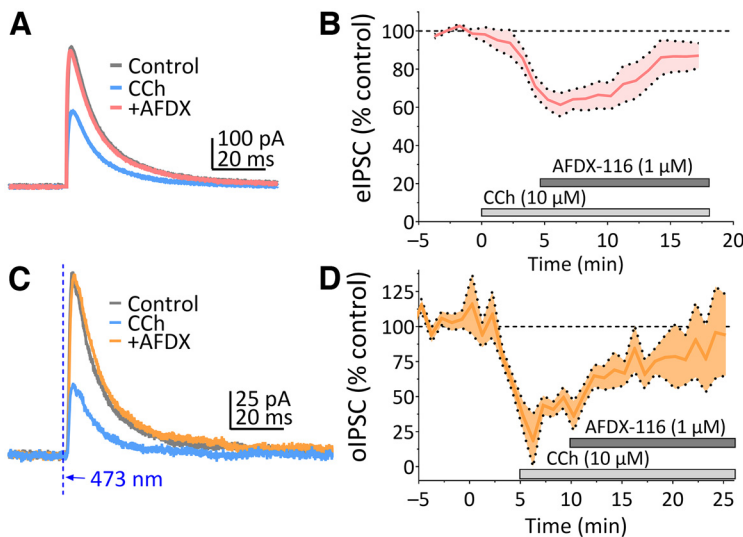 A
Control
CCh
+AFDX
100 pA
20 ms
B
eIPSC (% control)
100
80
60
40
20
0
AFDX-116 (1 µM)
CCh (10 µM)
–5 0 5 10 15 20
Time (min)
C
Control
CCh
+AFDX
25 pA
20 ms
473 nm
D
oIPSC (% control)
125
100
75
50
25
0
AFDX-116 (1 µM)
CCh (10 µM)
–5 0 5 10 15 20 25
Time (min)